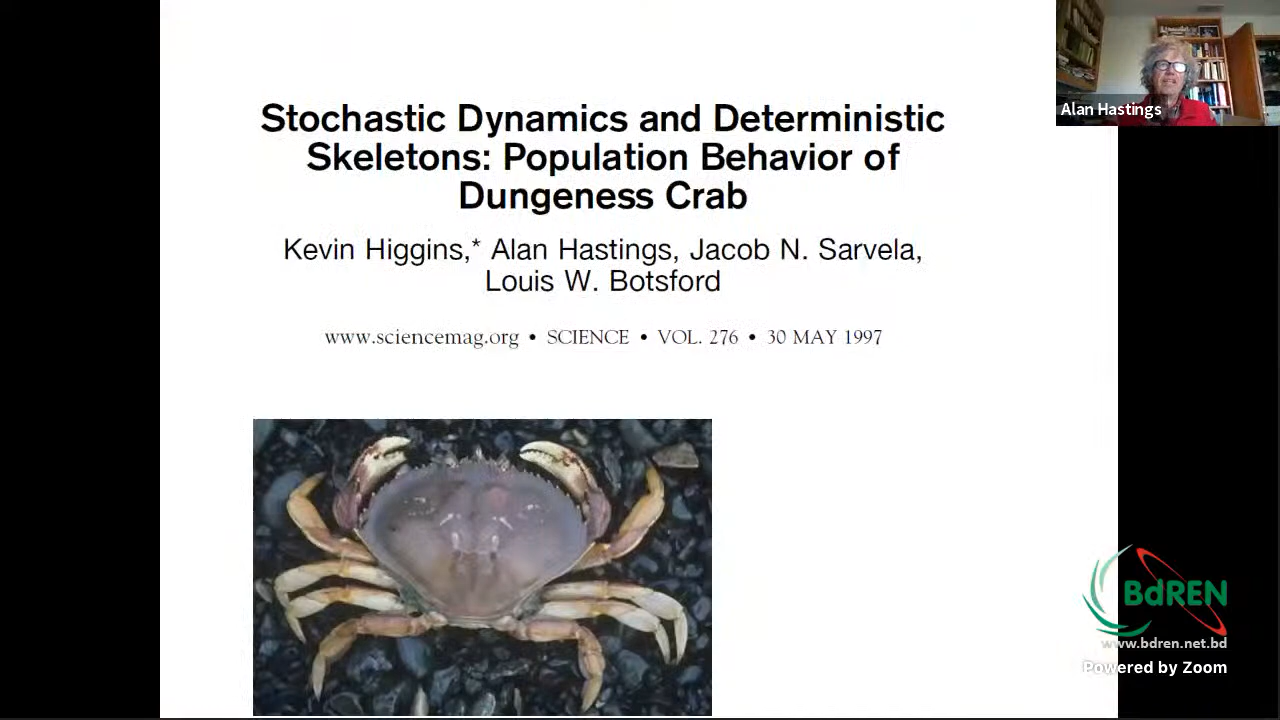 Stochastic Dynamics and Deterministic
Skeletons: Population Behavior of
Dungeness Crab
Kevin Higgins,* Alan Hastings, Jacob N. Sarvela,
Louis W. Botsford
www.sciencemag.org • SCIENCE • VOL. 276 • 30 MAY 1997
Alan Hastings
BdREN
www.bdren.net.bd
Powered by Zoom